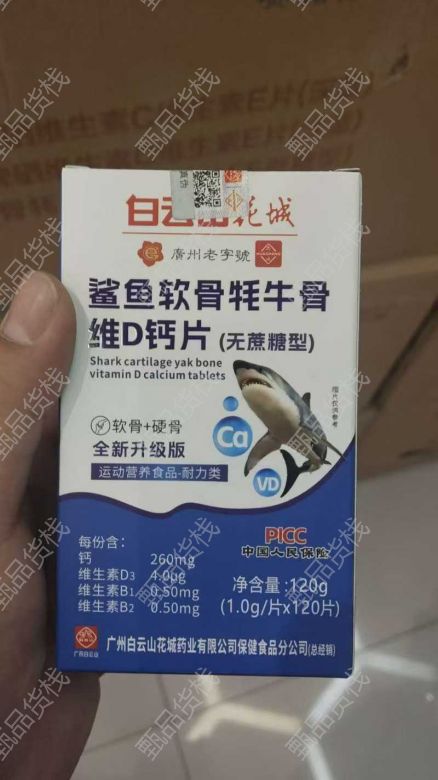 白云山花城
廣州老字號
鲨鱼软骨牦牛骨
维D钙片(无蔗糖型)
Shark cartilage yak bone
vitamin D calcium tablets
软骨+硬骨
全新升级版
运动营养食品-耐力类
Ca
VD
图片仅供参考
每份含：
钙 260mg
维生素D3 4.0μg
维生素B1 0.50mg
维生素B2 0.50mg
PICC
中国人民保险
净含量:120g
(1.0g/片x120片)
广州白云山花城药业有限公司保健食品分公司(总经销)
甄品货栈